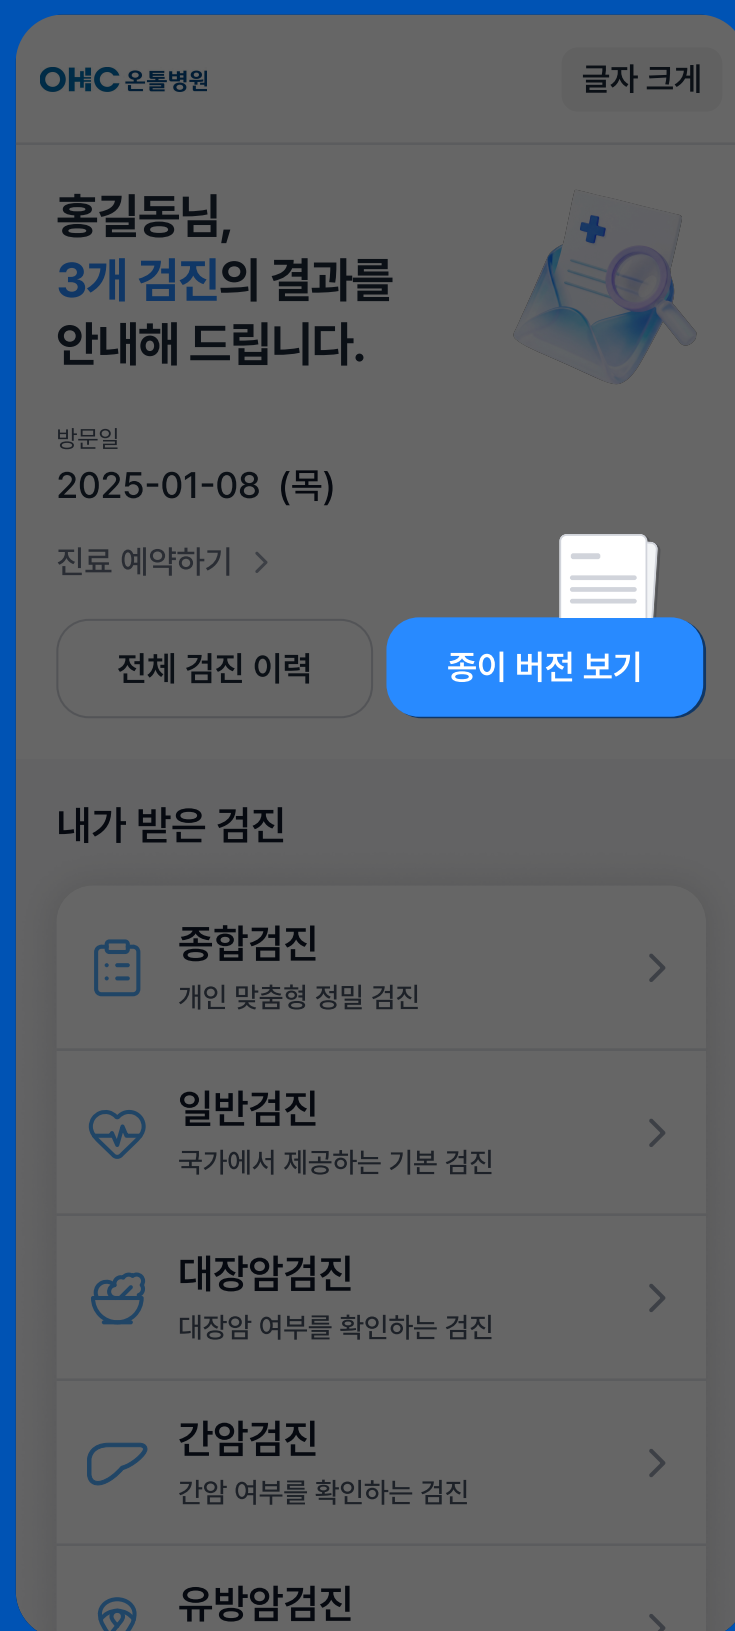 OHC 온톨병원
글자 크게
홍길동님,
3개 검진의 결과를
안내해 드립니다.
방문일
2025-01-08 (목)
진료 예약하기
전체 검진 이력
종이 버전 보기
내가 받은 검진
종합검진
개인 맞춤형 정밀 검진
일반검진
국가에서 제공하는 기본 검진
대장암검진
대장암 여부를 확인하는 검진
간암검진
간암 여부를 확인하는 검진
유방암검진